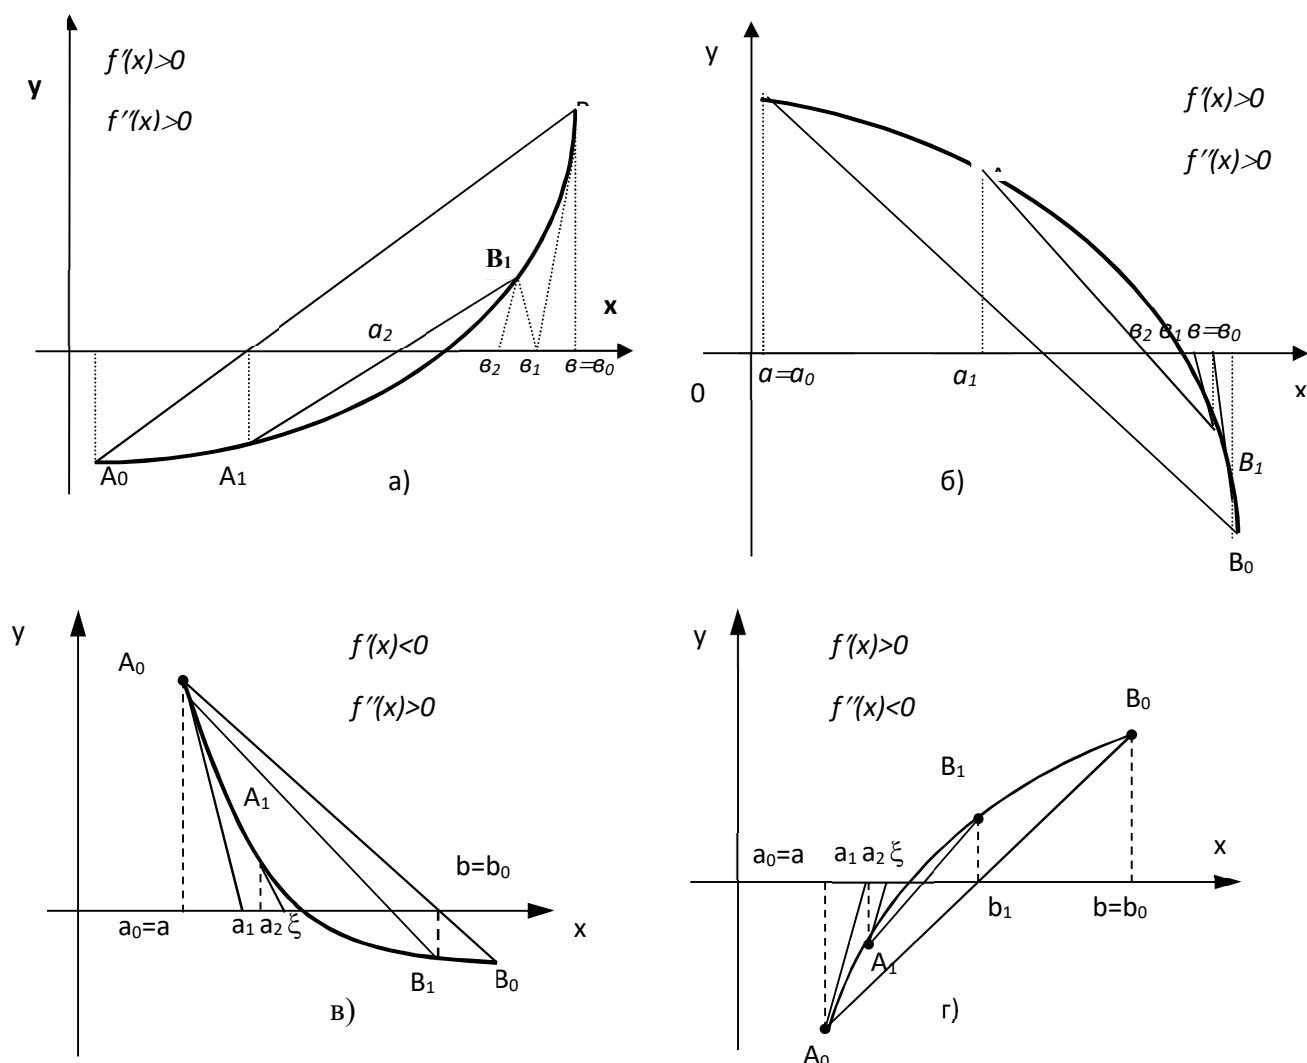 f′(x)>0
y
f″(x)>0
B₁
x
a₂
в₂ в₁ в=в₀
A₀
A₁
а)
y
f′(x)>0
f″(x)>0
в₂ в₁ в=в₀
a=a₀
a₁
0
x
B₁
б)
B₀
y
f′(x)<0
A₀
f″(x)>0
A₁
b=b₀
a₀=a
a₁ a₂ ξ
x
B₁
B₀
в)
y
f′(x)>0
f″(x)<0
B₀
B₁
x
a₀=a
a₁ a₂ ξ
b₁
b=b₀
A₁
г)
A₀